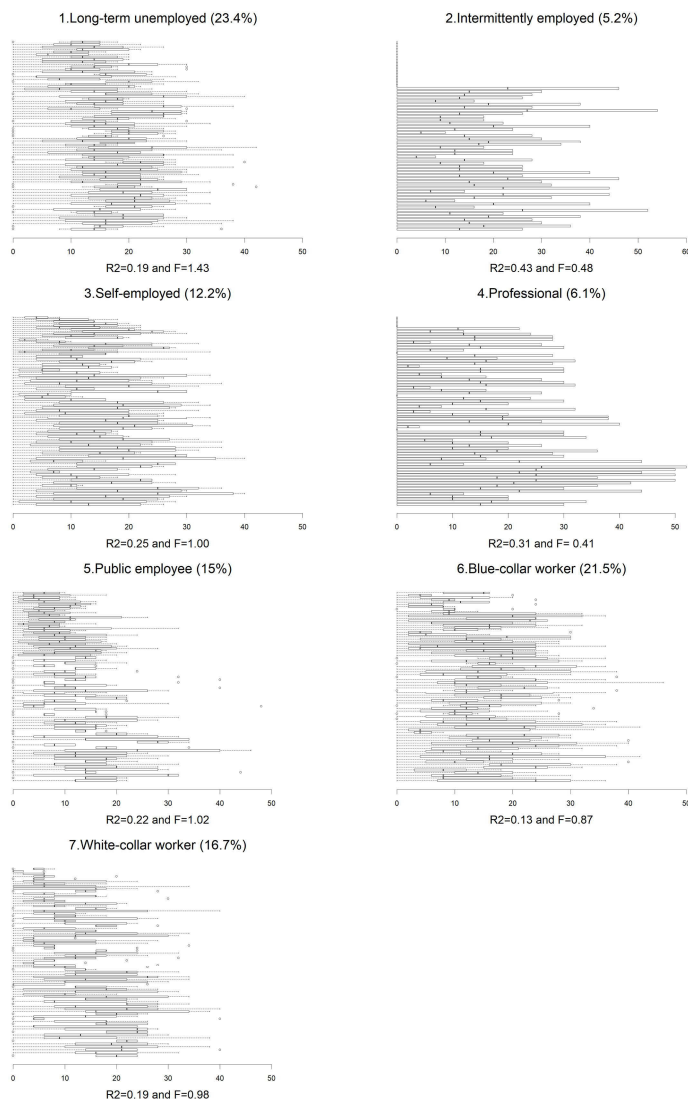 1.Long-term unemployed (23.4%)
2.Intermittently employed (5.2%)
0 10 20 30 40 50
0 10 20 30 40 50 60
R2=0.19 and F=1.43
R2=0.43 and F=0.48
3.Self-employed (12.2%)
4.Professional (6.1%)
0 10 20 30 40 50
0 10 20 30 40 50
R2=0.25 and F=1.00
R2=0.31 and F= 0.41
5.Public employee (15%)
6.Blue-collar worker (21.5%)
0 10 20 30 40 50
0 10 20 30 40 50
R2=0.22 and F=1.02
R2=0.13 and F=0.87
7.White-collar worker (16.7%)
0 10 20 30 40 50
R2=0.19 and F=0.98